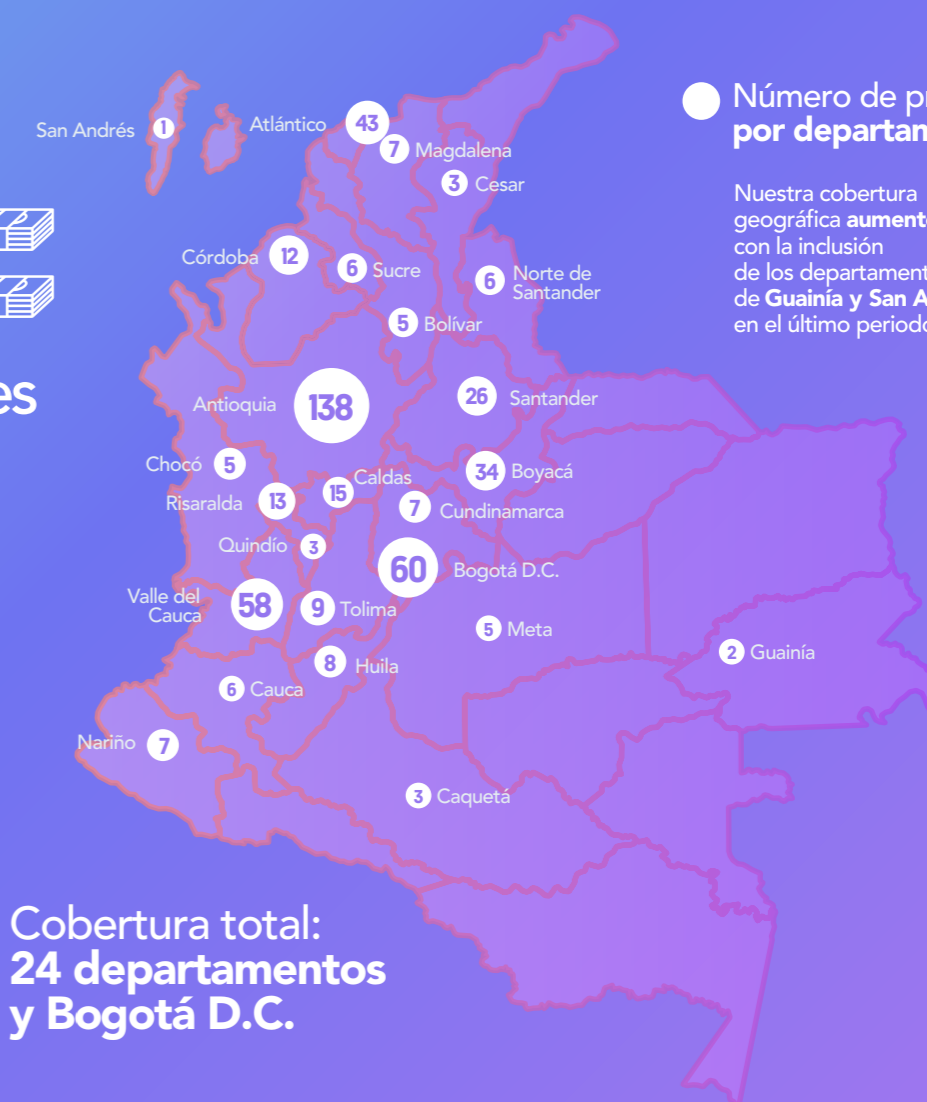 Número de pr
por departam
Nuestra cobertura
geográfica aument
con la inclusión
de los departament
de Guainía y San A
en el último periodo
es
San Andrés 1
Atlántico 43
7 Magdalena
3 Cesar
Córdoba 12
6 Sucre
6 Norte de
Santander
5 Bolívar
Antioquia 138
26 Santander
Chocó 5
34 Boyacá
Risaralda 13
15 Caldas
7 Cundinamarca
Quindío 3
60 Bogotá D.C.
Valle del
Cauca 58
9 Tolima
5 Meta
2 Guainía
8 Huila
6 Cauca
Nariño 7
3 Caquetá
Cobertura total:
24 departamentos
y Bogotá D.C.